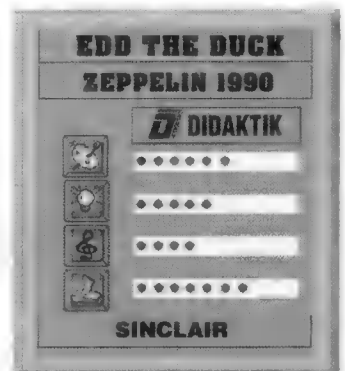 EDD THE DUCK
ZEPPELIN 1990
DIDAKTIK
SINCLAIR